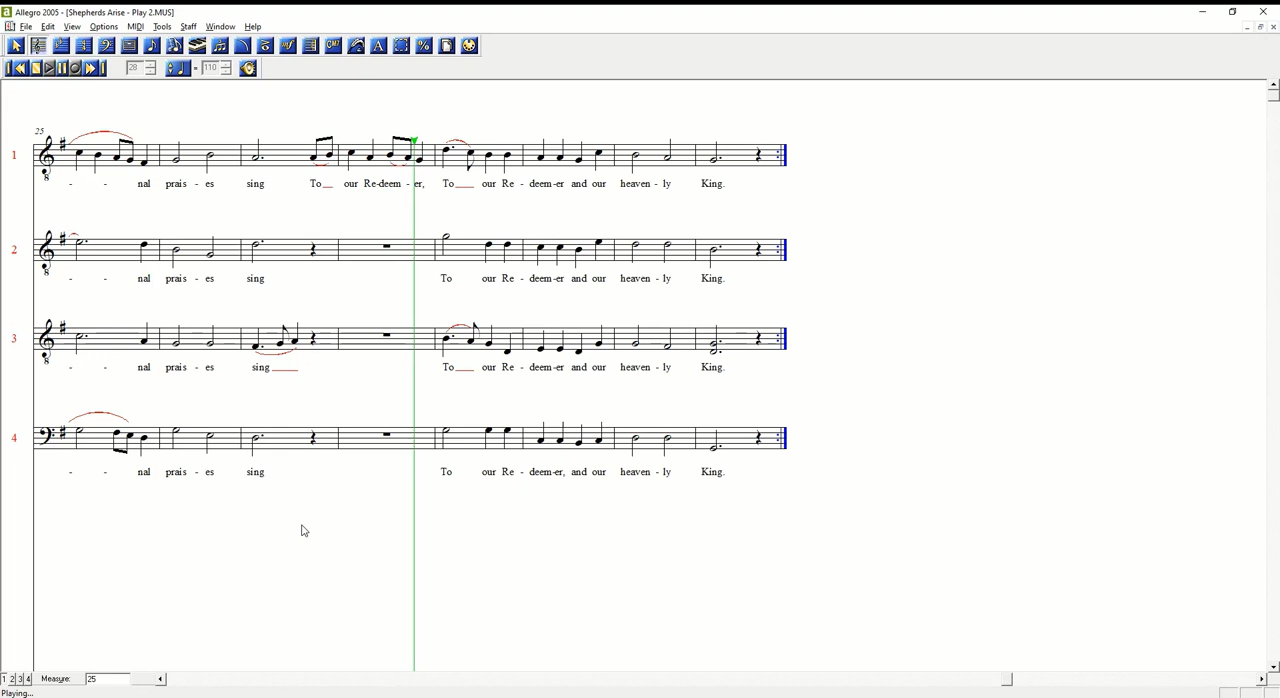 Allegro 2005 - [Shepherds Arise - Play 2.MUS]
File Edit View Options MIDI Tools Staff Window Help
28 = 110
25
1
- - nal prais - es sing To__ our Re-deem - er, To___ our Re - deem-er and our heaven - ly King.
2
- - nal prais - es sing To our Re - deem-er and our heaven - ly King.
3
- - nal prais - es sing____ To___ our Re - deem-er and our heaven - ly King.
4
- - nal prais - es sing To our Re - deem-er, and our heaven - ly King.
1 2 3 4 Measure: 25
Playing...